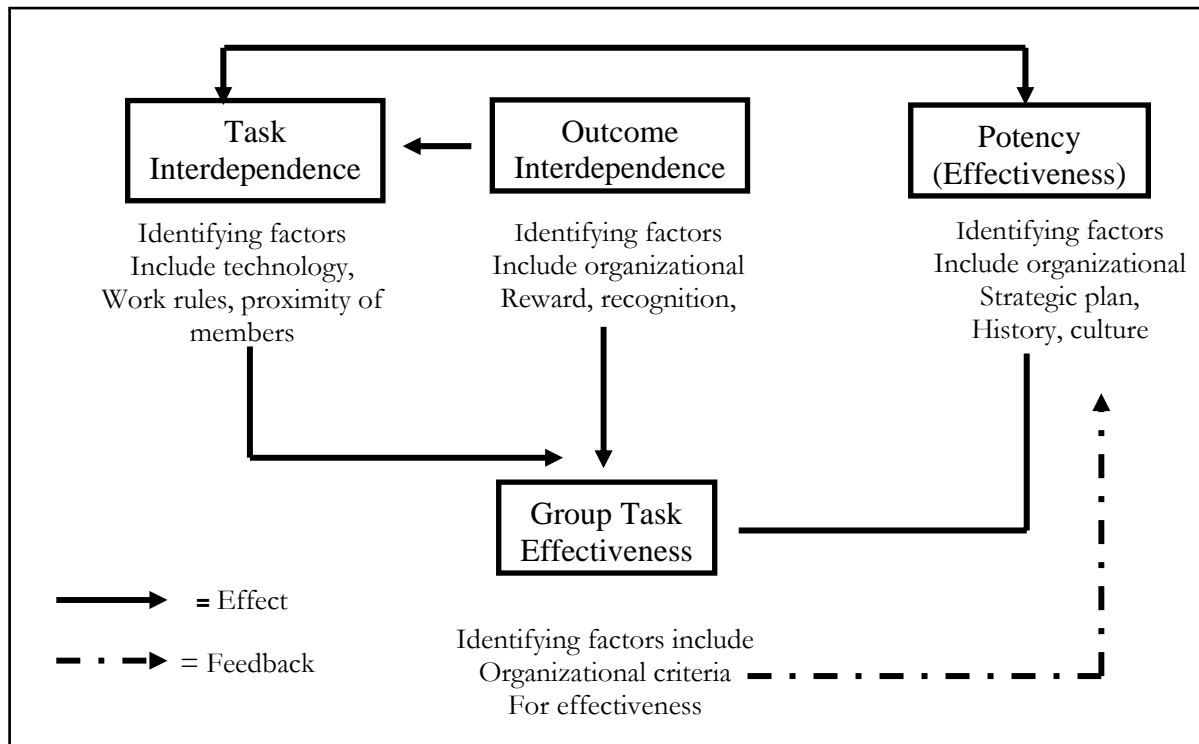 Task
Interdependence
Outcome
Interdependence
Potency
(Effectiveness)
Identifying factors
Include technology,
Work rules, proximity of
members
Identifying factors
Include organizational
Reward, recognition,
Identifying factors
Include organizational
Strategic plan,
History, culture
Group Task
Effectiveness
= Effect
= Feedback
Identifying factors include
Organizational criteria
For effectiveness